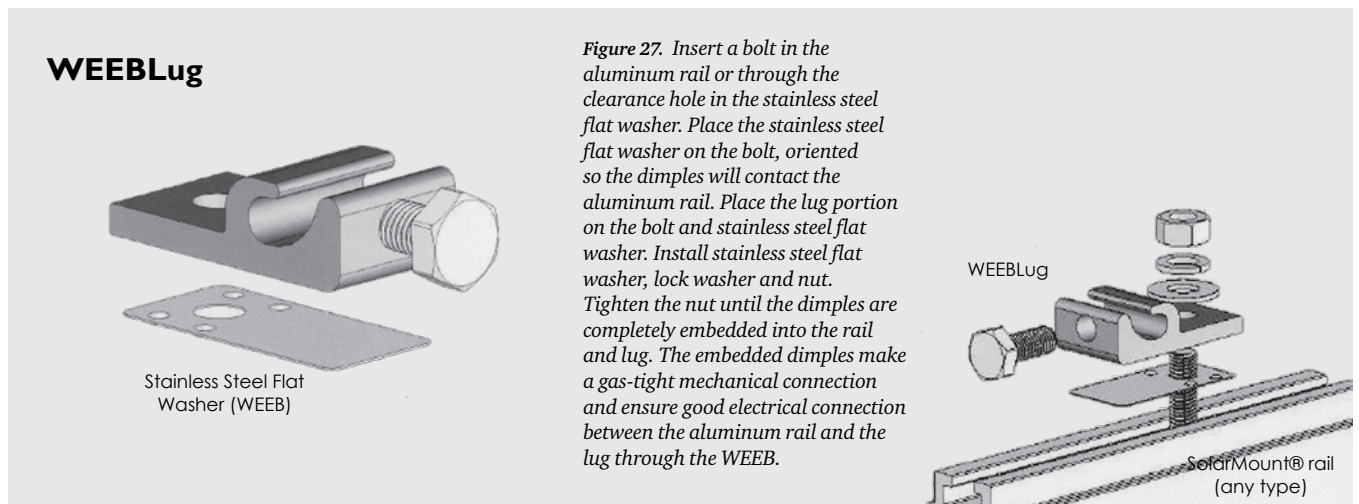 WEEBLug
Stainless Steel Flat
Washer (WEEB)
Figure 27. Insert a bolt in the
aluminum rail or through the
clearance hole in the stainless steel
flat washer. Place the stainless steel
flat washer on the bolt, oriented
so the dimples will contact the
aluminum rail. Place the lug portion
on the bolt and stainless steel flat
washer. Install stainless steel flat
washer, lock washer and nut.
Tighten the nut until the dimples are
completely embedded into the rail
and lug. The embedded dimples make
a gas-tight mechanical connection
and ensure good electrical connection
between the aluminum rail and the
lug through the WEEB.
WEEBLug
SolarMount® rail
(any type)